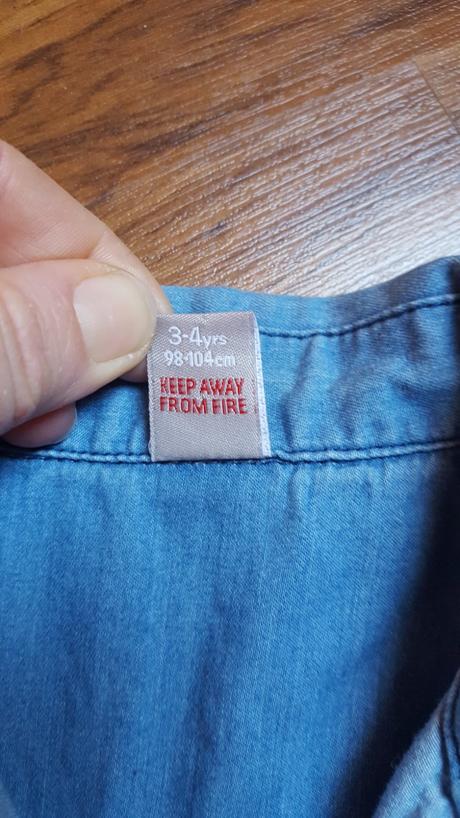 3-4yrs
98-104cm
KEEP AWAY
FROM FIRE